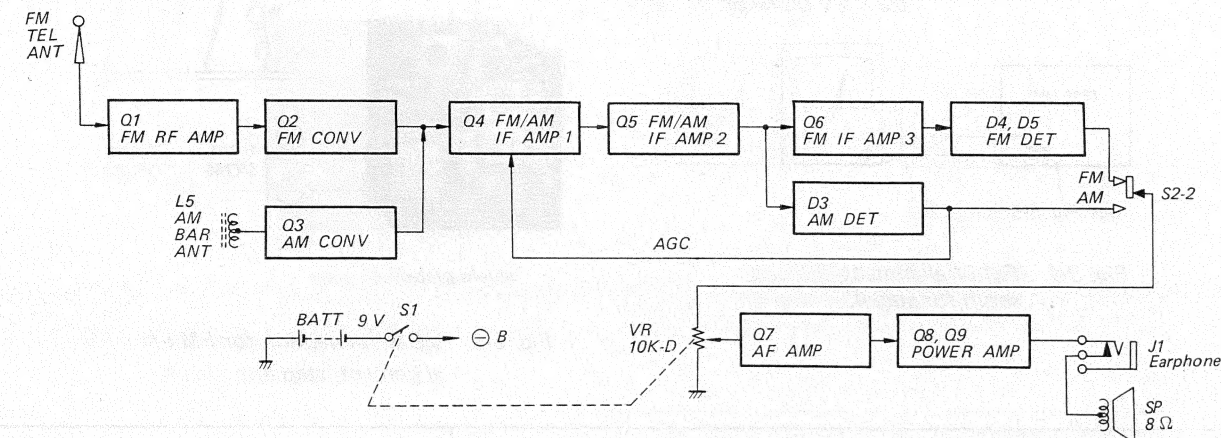 FM
TEL
ANT
Q1
FM RF AMP
Q2
FM CONV
Q4 FM/AM
IF AMP 1
Q5 FM/AM
IF AMP 2
Q6
FM IF AMP 3
D4, D5
FM DET
FM
AM
S2-2
L5
AM
BAR
ANT
Q3
AM CONV
D3
AM DET
AGC
BATT 9 V
S1
⊖ B
VR
10K-D
Q7
AF AMP
Q8, Q9
POWER AMP
J1
Earphone
SP
8 Ω